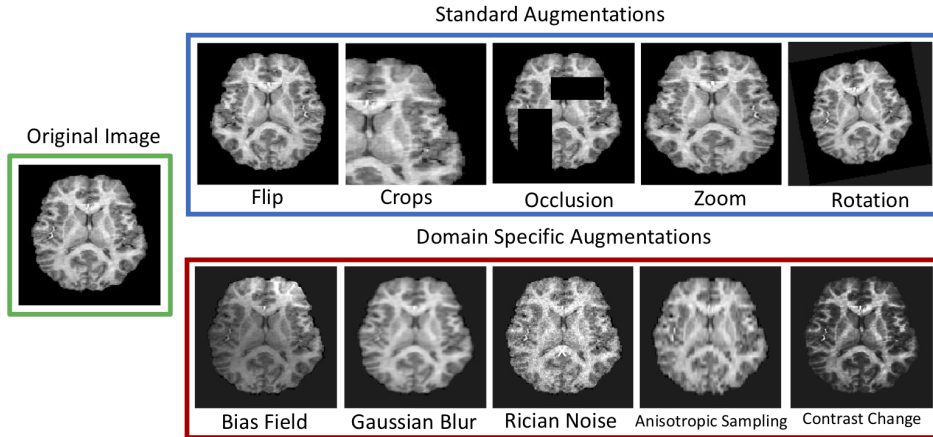 Standard Augmentations
Original Image
Flip
Crops
Occlusion
Zoom
Rotation
Domain Specific Augmentations
Bias Field
Gaussian Blur
Rician Noise
Anisotropic Sampling
Contrast Change